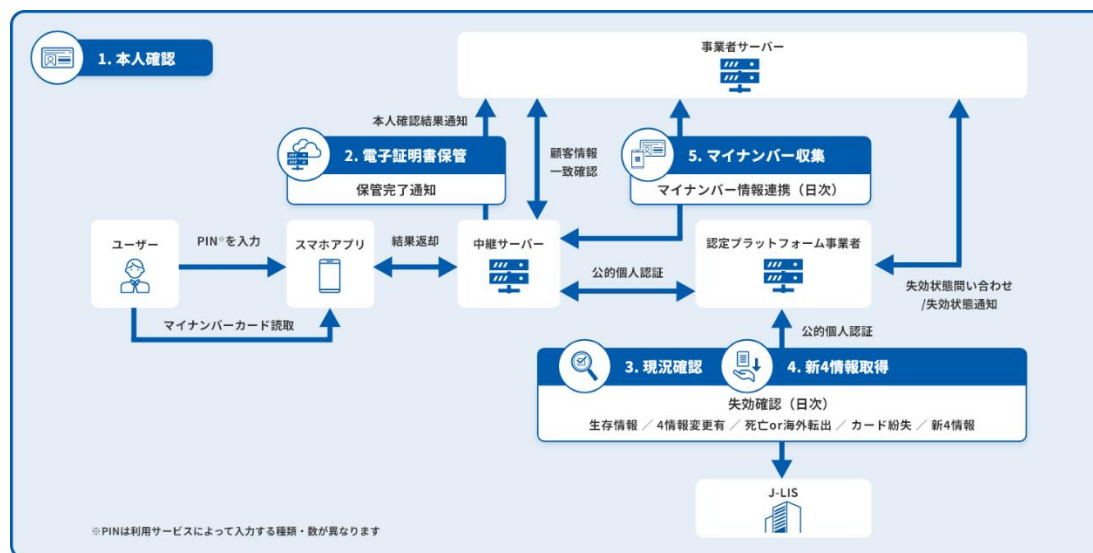 1. 本人確認
事業者サーバー
本人確認結果通知
2. 電子証明書保管
保管完了通知
顧客情報
一致確認
5. マイナンバー収集
マイナンバー情報連携（日次）
ユーザー
PIN※を入力
スマホアプリ
結果返却
中継サーバー
公的個人認証
認定プラットフォーム事業者
失効状態問い合わせ
/失効状態通知
マイナンバーカード読取
公的個人認証
3. 現況確認
4. 新4情報取得
失効確認（日次）
生存情報 ／ 4情報変更有 ／ 死亡or海外転出 ／ カード紛失 ／ 新4情報
J-LIS
※PINは利用サービスによって入力する種類・数が異なります